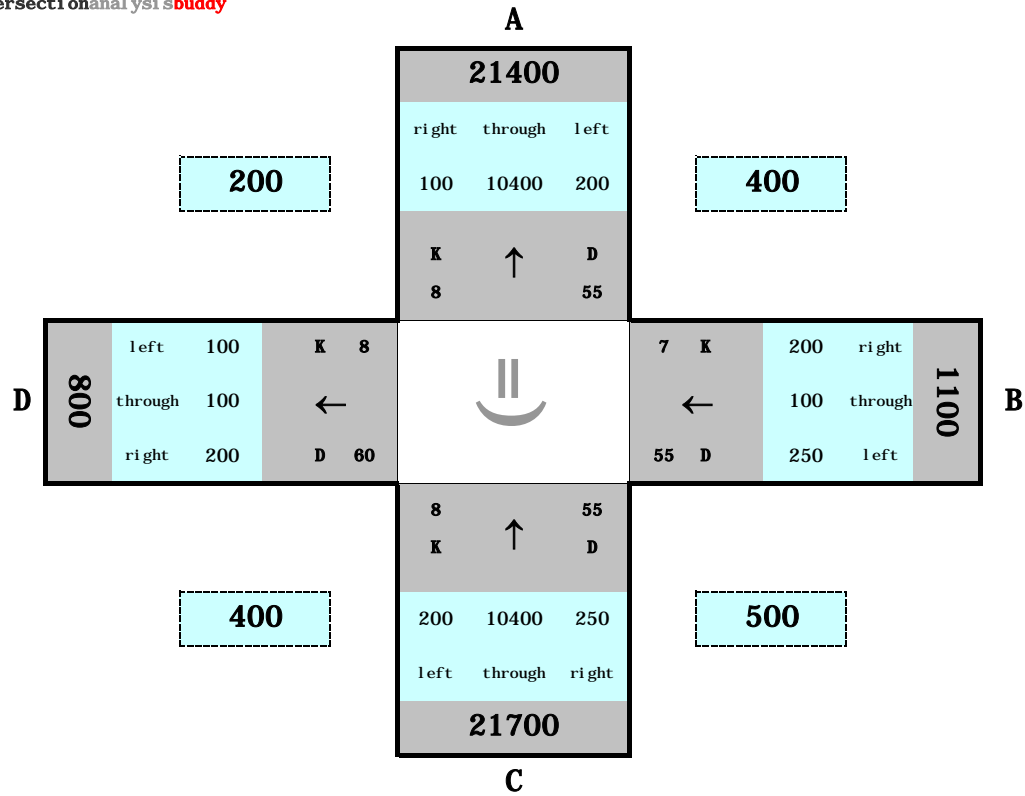 ersectionanalysisbuddy
A
21400
right through left
100 10400 200
200
400
K D
8 55
left 100 K 8
7 K 200 right
D 800 through 100 ←
← 100 through 1100 B
right 200 D 60
55 D 250 left
8 55
K D
400
500
200 10400 250
left through right
21700
C